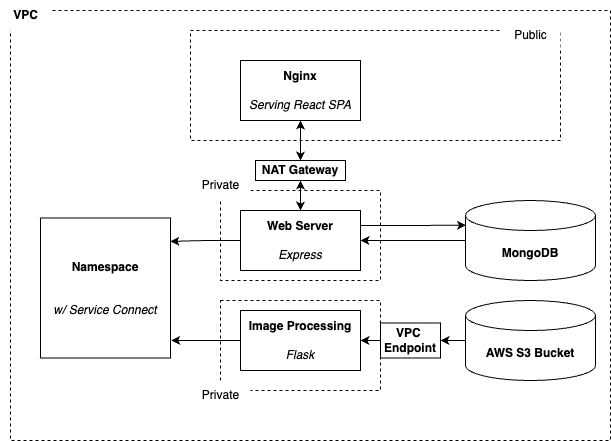 VPC
Public
Nginx
Serving React SPA
NAT Gateway
Private
Web Server
Express
MongoDB
Namespace
w/ Service Connect
Image Processing
Flask
VPC
Endpoint
AWS S3 Bucket
Private